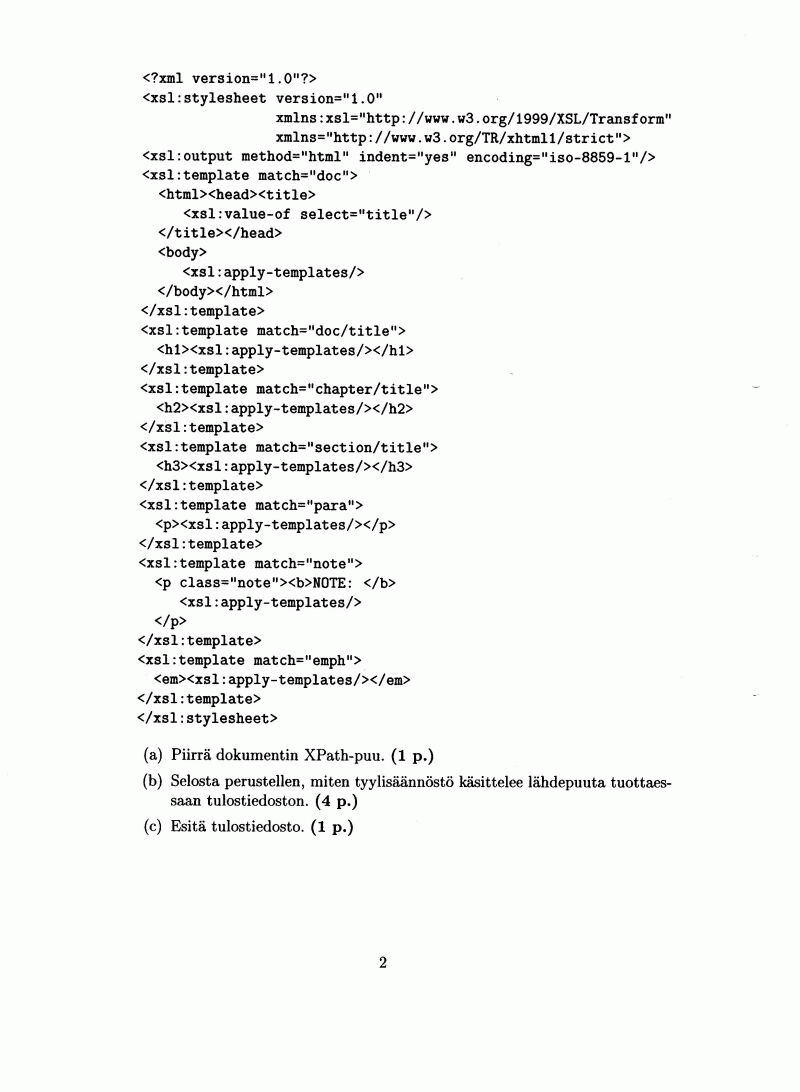 <?xml version="1.0"?>
<xsl:stylesheet version="1.0"
                xmlns:xsl="http://www.w3.org/1999/XSL/Transform"
                xmlns="http://www.w3.org/TR/xhtml1/strict">
<xsl:output method="html" indent="yes" encoding="iso-8859-1"/>
<xsl:template match="doc">
  <html><head><title>
     <xsl:value-of select="title"/>
  </title></head>
  <body>
     <xsl:apply-templates/>
  </body></html>
</xsl:template>
<xsl:template match="doc/title">
  <h1><xsl:apply-templates/></h1>
</xsl:template>
<xsl:template match="chapter/title">
  <h2><xsl:apply-templates/></h2>
</xsl:template>
<xsl:template match="section/title">
  <h3><xsl:apply-templates/></h3>
</xsl:template>
<xsl:template match="para">
  <p><xsl:apply-templates/></p>
</xsl:template>
<xsl:template match="note">
  <p class="note"><b>NOTE: </b>
     <xsl:apply-templates/>
  </p>
</xsl:template>
<xsl:template match="emph">
  <em><xsl:apply-templates/></em>
</xsl:template>
</xsl:stylesheet>
(a) Piirrä dokumentin XPath-puu. (1 p.)
(b) Selosta perustellen, miten tyylisäännöstö käsittelee lähdepuuta tuottaes-
saan tulostiedoston. (4 p.)
(c) Esitä tulostiedosto. (1 p.)
2